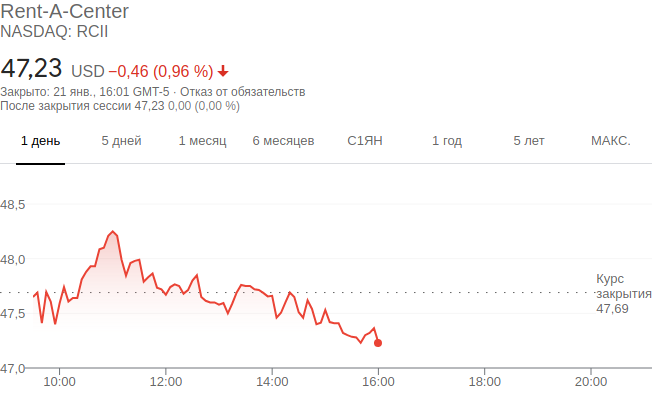 Rent-A-Center
NASDAQ: RCII
47,23 USD −0,46 (0,96 %)
Закрыто: 21 янв., 16:01 GMT-5 · Отказ от обязательств
После закрытия сессии 47,23 0,00 (0,00 %)
1 день 5 дней 1 месяц 6 месяцев С1ЯН 1 год 5 лет МАКС.
48,5
48,0
Курс
закрытия
47,69
47,5
47,0
10:00 12:00 14:00 16:00 18:00 20:00